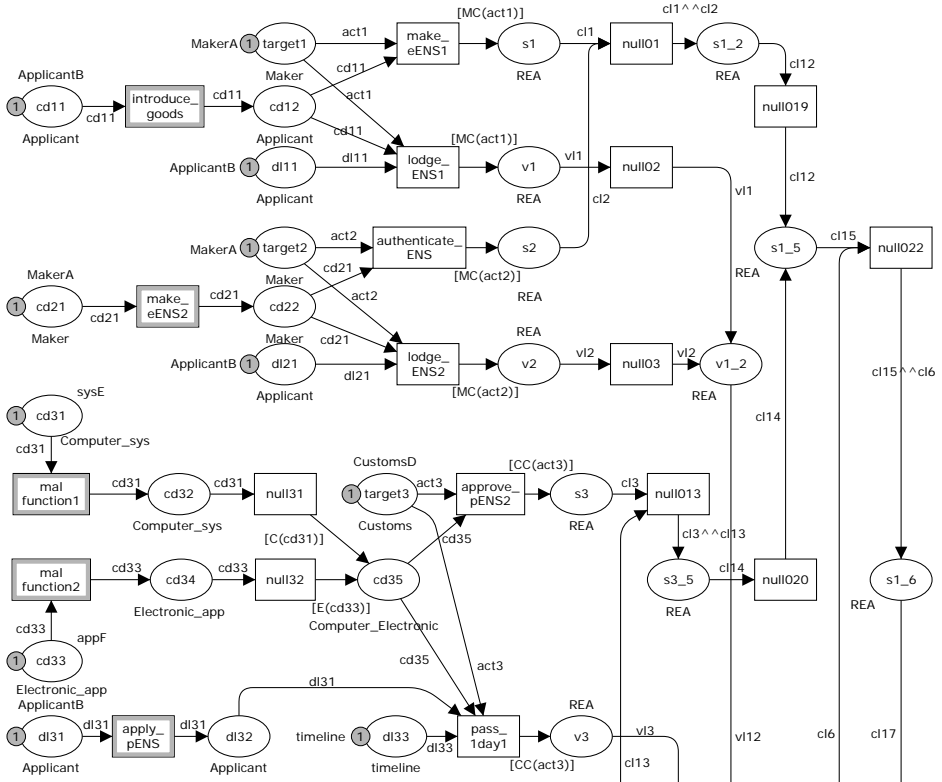 cl1^^cl2
[MC(act1)]
MakerA 1 target1 act1 make_ s1 cl1 null01 s1_2
eENS1
Maker cd11 REA REA cl12
ApplicantB act1
1 cd11 cd11 introduce_ cd11 cd12 null019
goods
Applicant Applicant cd11 [MC(act1)]
ApplicantB 1 dl11 dl11 lodge_ v1 vl1 null02
ENS1
Applicant REA cl2 vl1 cl12
MakerA 1 target2 act2 authenticate_ s2 s1_5 cl15 null022
ENS
Maker cd21 [MC(act2)] REA REA
MakerA act2
1 cd21 cd21 make_ cd21 cd22
eENS2
Maker Maker cd21 REA
ApplicantB 1 dl21 dl21 lodge_ v2 vl2 null03 vl2 v1_2
ENS2
Applicant [MC(act2)] REA cl15^^cl6
sysE
1 cd31 cl14
cd31 Computer_sys
CustomsD [CC(act3)]
mal
function1
cd31 cd32 cd31 null31 1 target3 act3 approve_
pENS2
s3 cl3 null013
Computer_sys Customs REA
[C(cd31)] cd35 cl3^^cl13
mal
function2
cd33 cd34 cd33 null32 cd35 s3_5 cl14 null020 s1_6
Electronic_app [E(cd33)] REA REA
Computer_Electronic
cd33 appF
1 cd33 cd35 act3
Electronic_app
ApplicantB dl31 REA
1 dl31 dl31 apply_
pENS
dl31 dl32 timeline 1 dl33 dl33 pass_
1day1
v3 vl3 vl12 cl6 cl17
Applicant Applicant timeline [CC(act3)] cl13